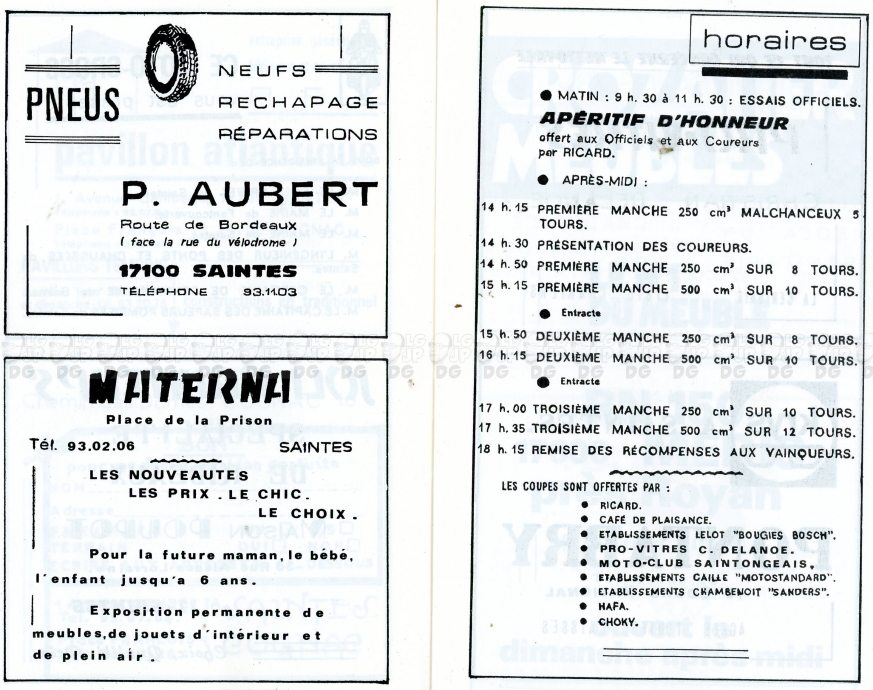 PNEUS
NEUFS
RECHAPAGE
RÉPARATIONS
P. AUBERT
Route de Bordeaux
( face la rue du Vélodrome )
17100 SAINTES
TÉLÉPHONE 93.11.03
MATERNA
Place de la Prison
Tél. 93.02.06 SAINTES
LES NOUVEAUTES
LES PRIX . LE CHIC.
LE CHOIX.
Pour la future maman, le bébé,
l'enfant jusqu'a 6 ans.
Exposition permanente de
meubles, de jouets d'intérieur et
de plein air.
horaires
● MATIN : 9 h. 30 à 11 h. 30 : ESSAIS OFFICIELS.
APÉRITIF D'HONNEUR
offert aux Officiels et aux Coureurs
par RICARD.
● APRÈS-MIDI :
14 h. 15 PREMIÈRE MANCHE 250 cm³ MALCHANCEUX 5
TOURS.
14 h. 30 PRÉSENTATION DES COUREURS.
14 h. 50 PREMIÈRE MANCHE 250 cm³ SUR 8 TOURS.
15 h. 15 PREMIÈRE MANCHE 500 cm³ SUR 10 TOURS.
● Entracte
15 h. 50 DEUXIÈME MANCHE 250 cm³ SUR 8 TOURS.
16 h. 15 DEUXIÈME MANCHE 500 cm³ SUR 10 TOURS.
● Entracte
17 h. 00 TROISIÈME MANCHE 250 cm³ SUR 10 TOURS.
17 h. 35 TROISIÈME MANCHE 500 cm³ SUR 12 TOURS.
18 h. 15 REMISE DES RÉCOMPENSES AUX VAINQUEURS.
LES COUPES SONT OFFERTES PAR :
● RICARD.
● CAFÉ DE PLAISANCE.
● ETABLISSEMENTS LELOT "BOUGIES BOSCH".
● PRO-VITRES C. DELANOE.
● MOTO-CLUB SAINTONGEAIS.
● ETABLISSEMENTS CAILLE "MOTOSTANDARD".
● ETABLISSEMENTS CHAMBENOIT "SANDERS".
● HAFA.
● CHOKY.